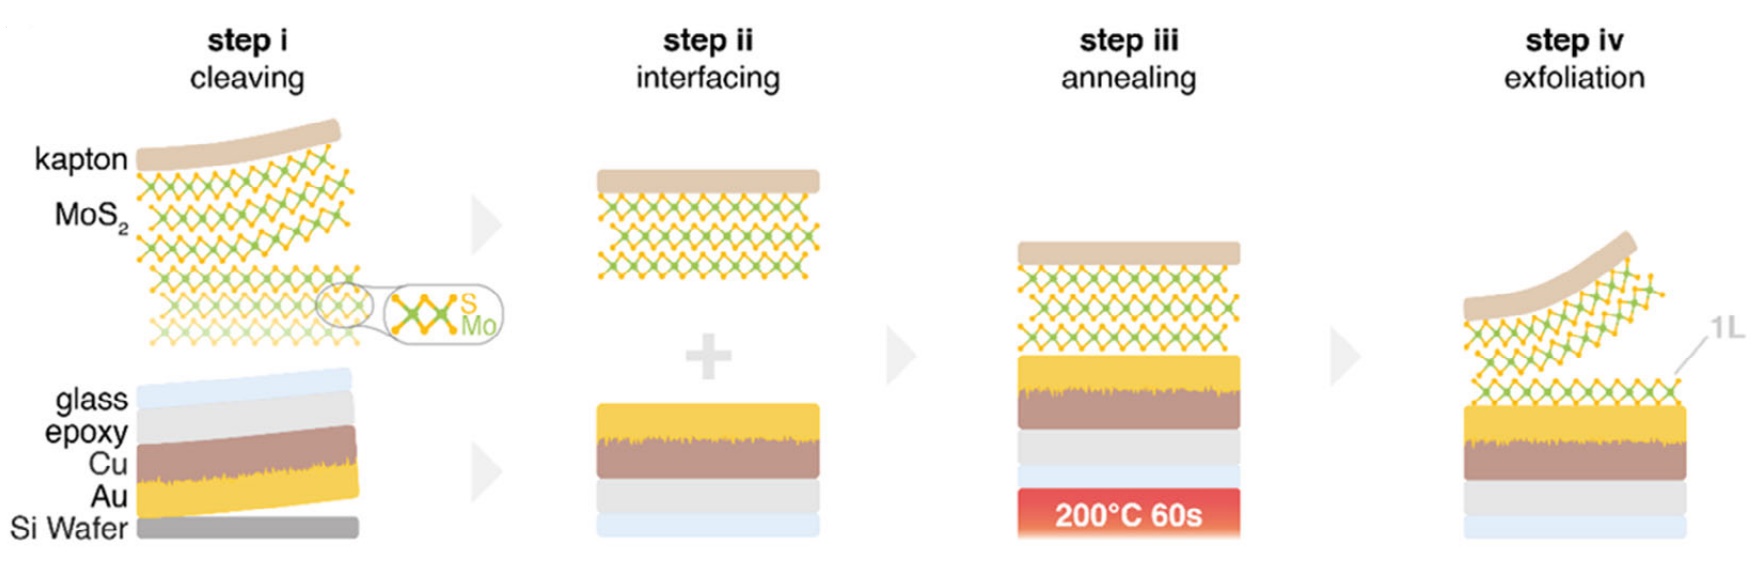 step i
cleaving
step ii
interfacing
step iii
annealing
step iv
exfoliation
kapton
MoS₂
S
Mo
glass
epoxy
Cu
Au
Si Wafer
+
200°C 60s
1L